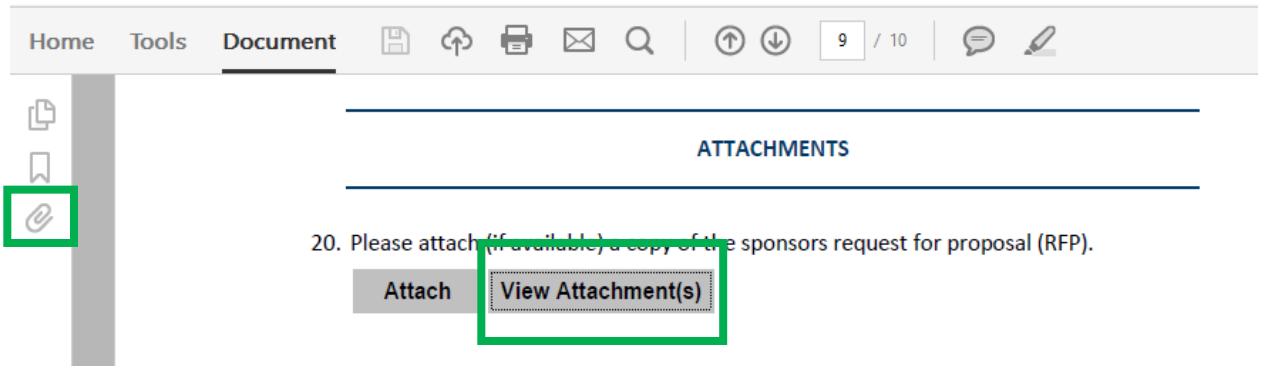 Home Tools Document 9 / 10
ATTACHMENTS
20. Please attach (if available) a copy of the sponsors request for proposal (RFP).
Attach View Attachment(s)